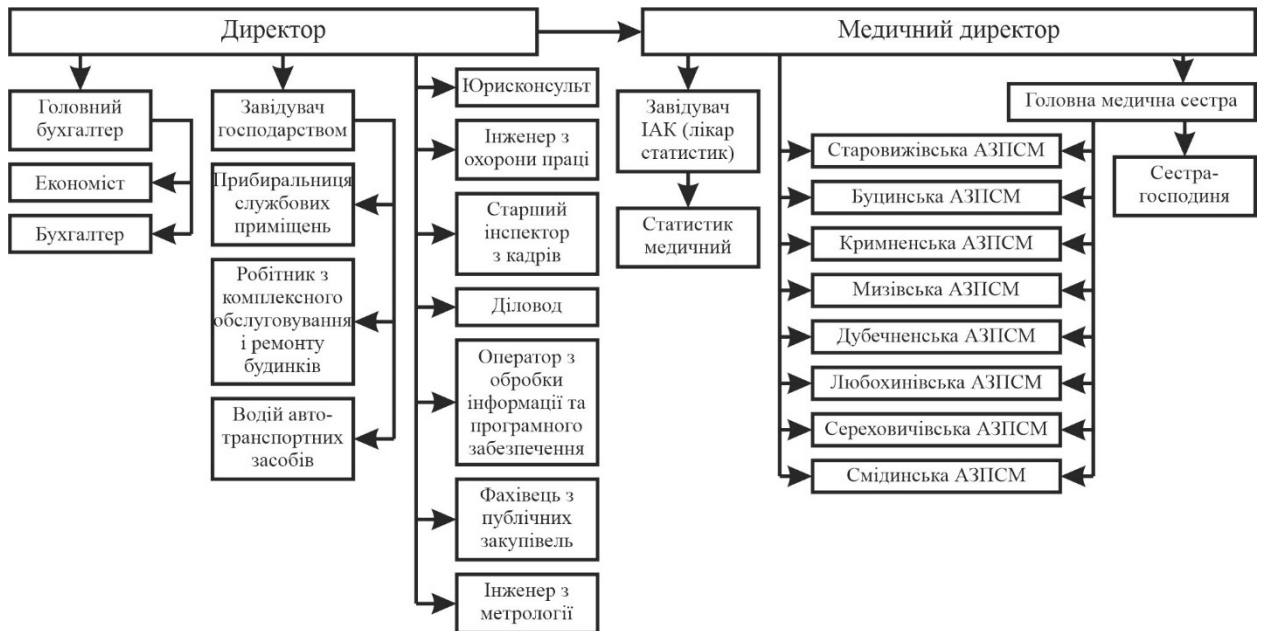 Директор
Медичний директор
Головний
бухгалтер
Економіст
Бухгалтер
Завідувач
господарством
Прибиральниця
службових
приміщень
Робітник з
комплексного
обслуговування
і ремонту
будинків
Водій авто-
транспортних
засобів
Юрисконсульт
Інженер з
охорони праці
Старший
інспектор
з кадрів
Діловод
Оператор з
обробки
інформації та
програмного
забезпечення
Фахівець з
публічних
закупівель
Інженер з
метрології
Завідувач
ІАК (лікар
статистик)
Статистик
медичний
Старовижівська АЗПСМ
Буцинська АЗПСМ
Кримненська АЗПСМ
Мизівська АЗПСМ
Дубечненська АЗПСМ
Любохинівська АЗПСМ
Сереховичівська АЗПСМ
Смідинська АЗПСМ
Головна медична сестра
Сестра-
господиня